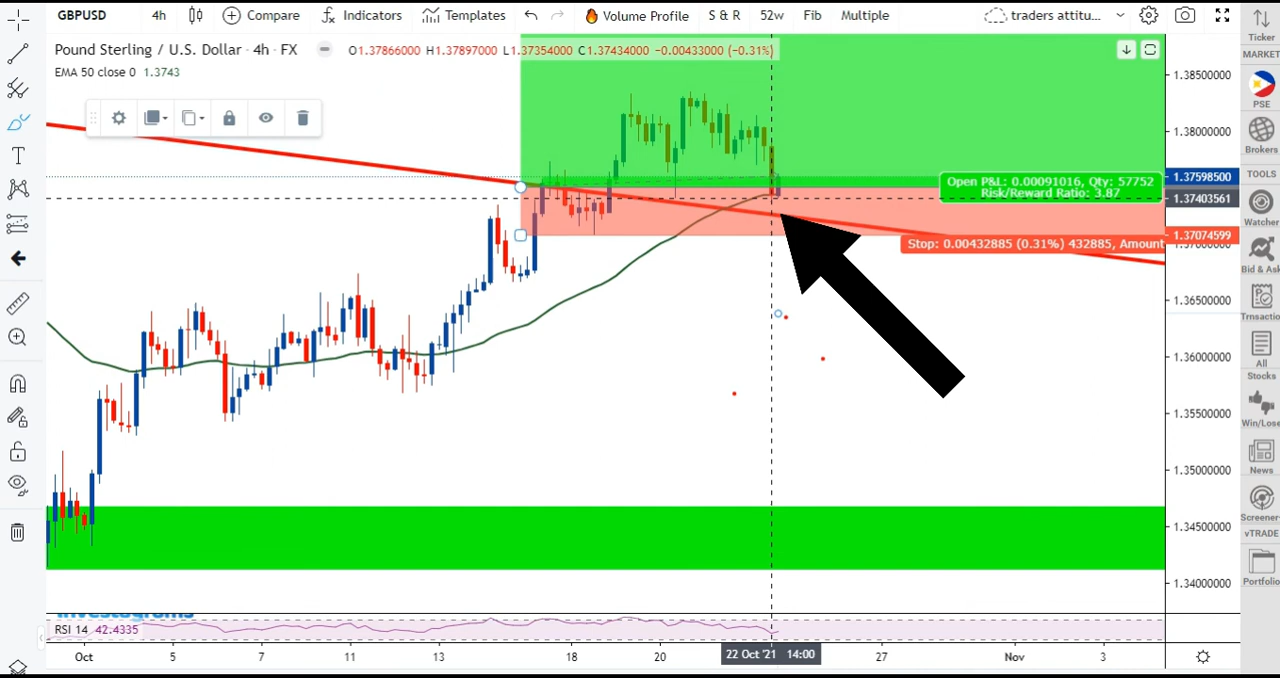 GBPUSD 4h Compare Indicators Templates Volume Profile S & R 52wk Fib Multiple traders attitu...
Pound Sterling / U.S. Dollar · 4h · FX O1.37866000 H1.37897000 L1.37354000 C1.37434000 -0.00433000 (-0.31%)
EMA 50 close 0 1.3743
1.38500000
1.38000000
1.37598500
Open P&L: 0.00091016, Qty: 57752
Risk/Reward Ratio: 3.87
1.37403561
1.37074599
Stop: 0.00432885 (0.31%) 432885, Amount
1.37000000
1.36500000
1.36000000
1.35500000
1.35000000
1.34500000
1.34000000
Investagrams
RSI 14 42.4335
Oct 5 7 11 13 18 20 22 Oct '21 14:00 27 Nov 3
T
Ticker
MARKET
PSE
Brokers
TOOLS
Watcher
Bid & Ask
Trnsactio
All
Stocks
Win/Lose
News
Screener
vTRADE
Portfolio